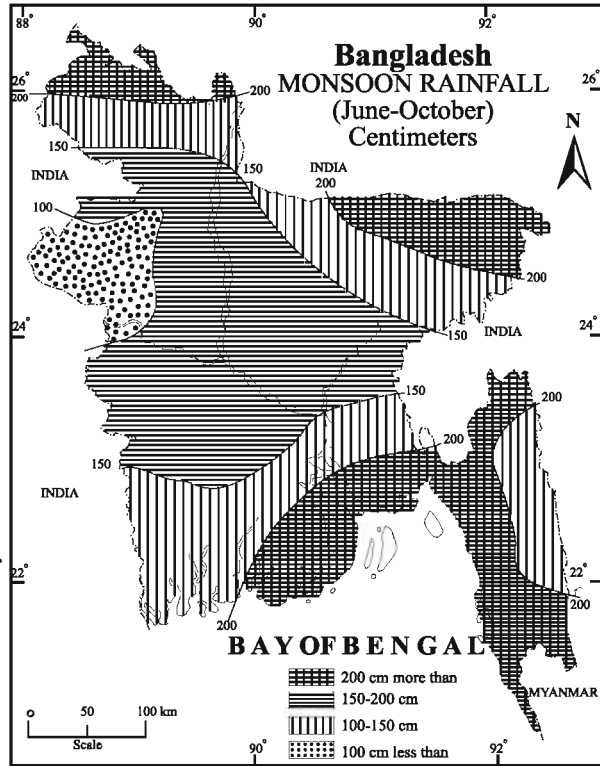 88° 90° 92°
Bangladesh
MONSOON RAINFALL
(June-October)
Centimeters
26° 26°
200 200
N
150 150
INDIA INDIA
200
100
200
24° 150 INDIA 24°
150 200
200
150
INDIA
22° 22°
200
200
BAY OF BENGAL
200 cm more than
150-200 cm
MYANMAR
100-150 cm
100 cm less than
0 50 100 km
Scale
90° 92°